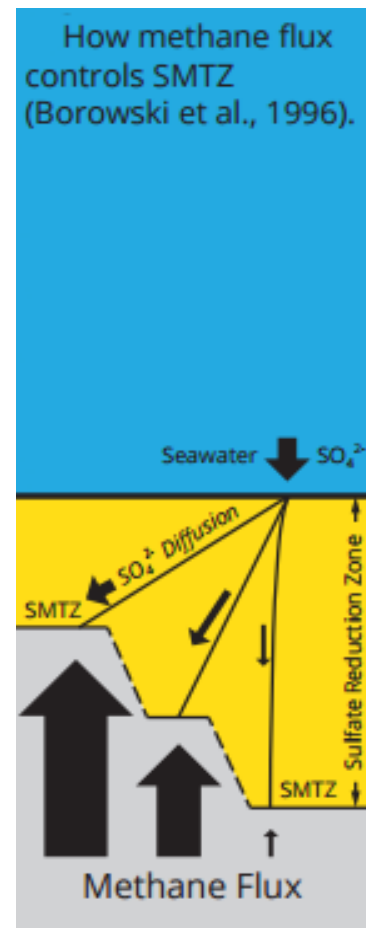 How methane flux
controls SMTZ
(Borowski et al., 1996).
Seawater SO₄²⁻
SO₄²⁻ Diffusion
SMTZ
Sulfate Reduction Zone
SMTZ
Methane Flux